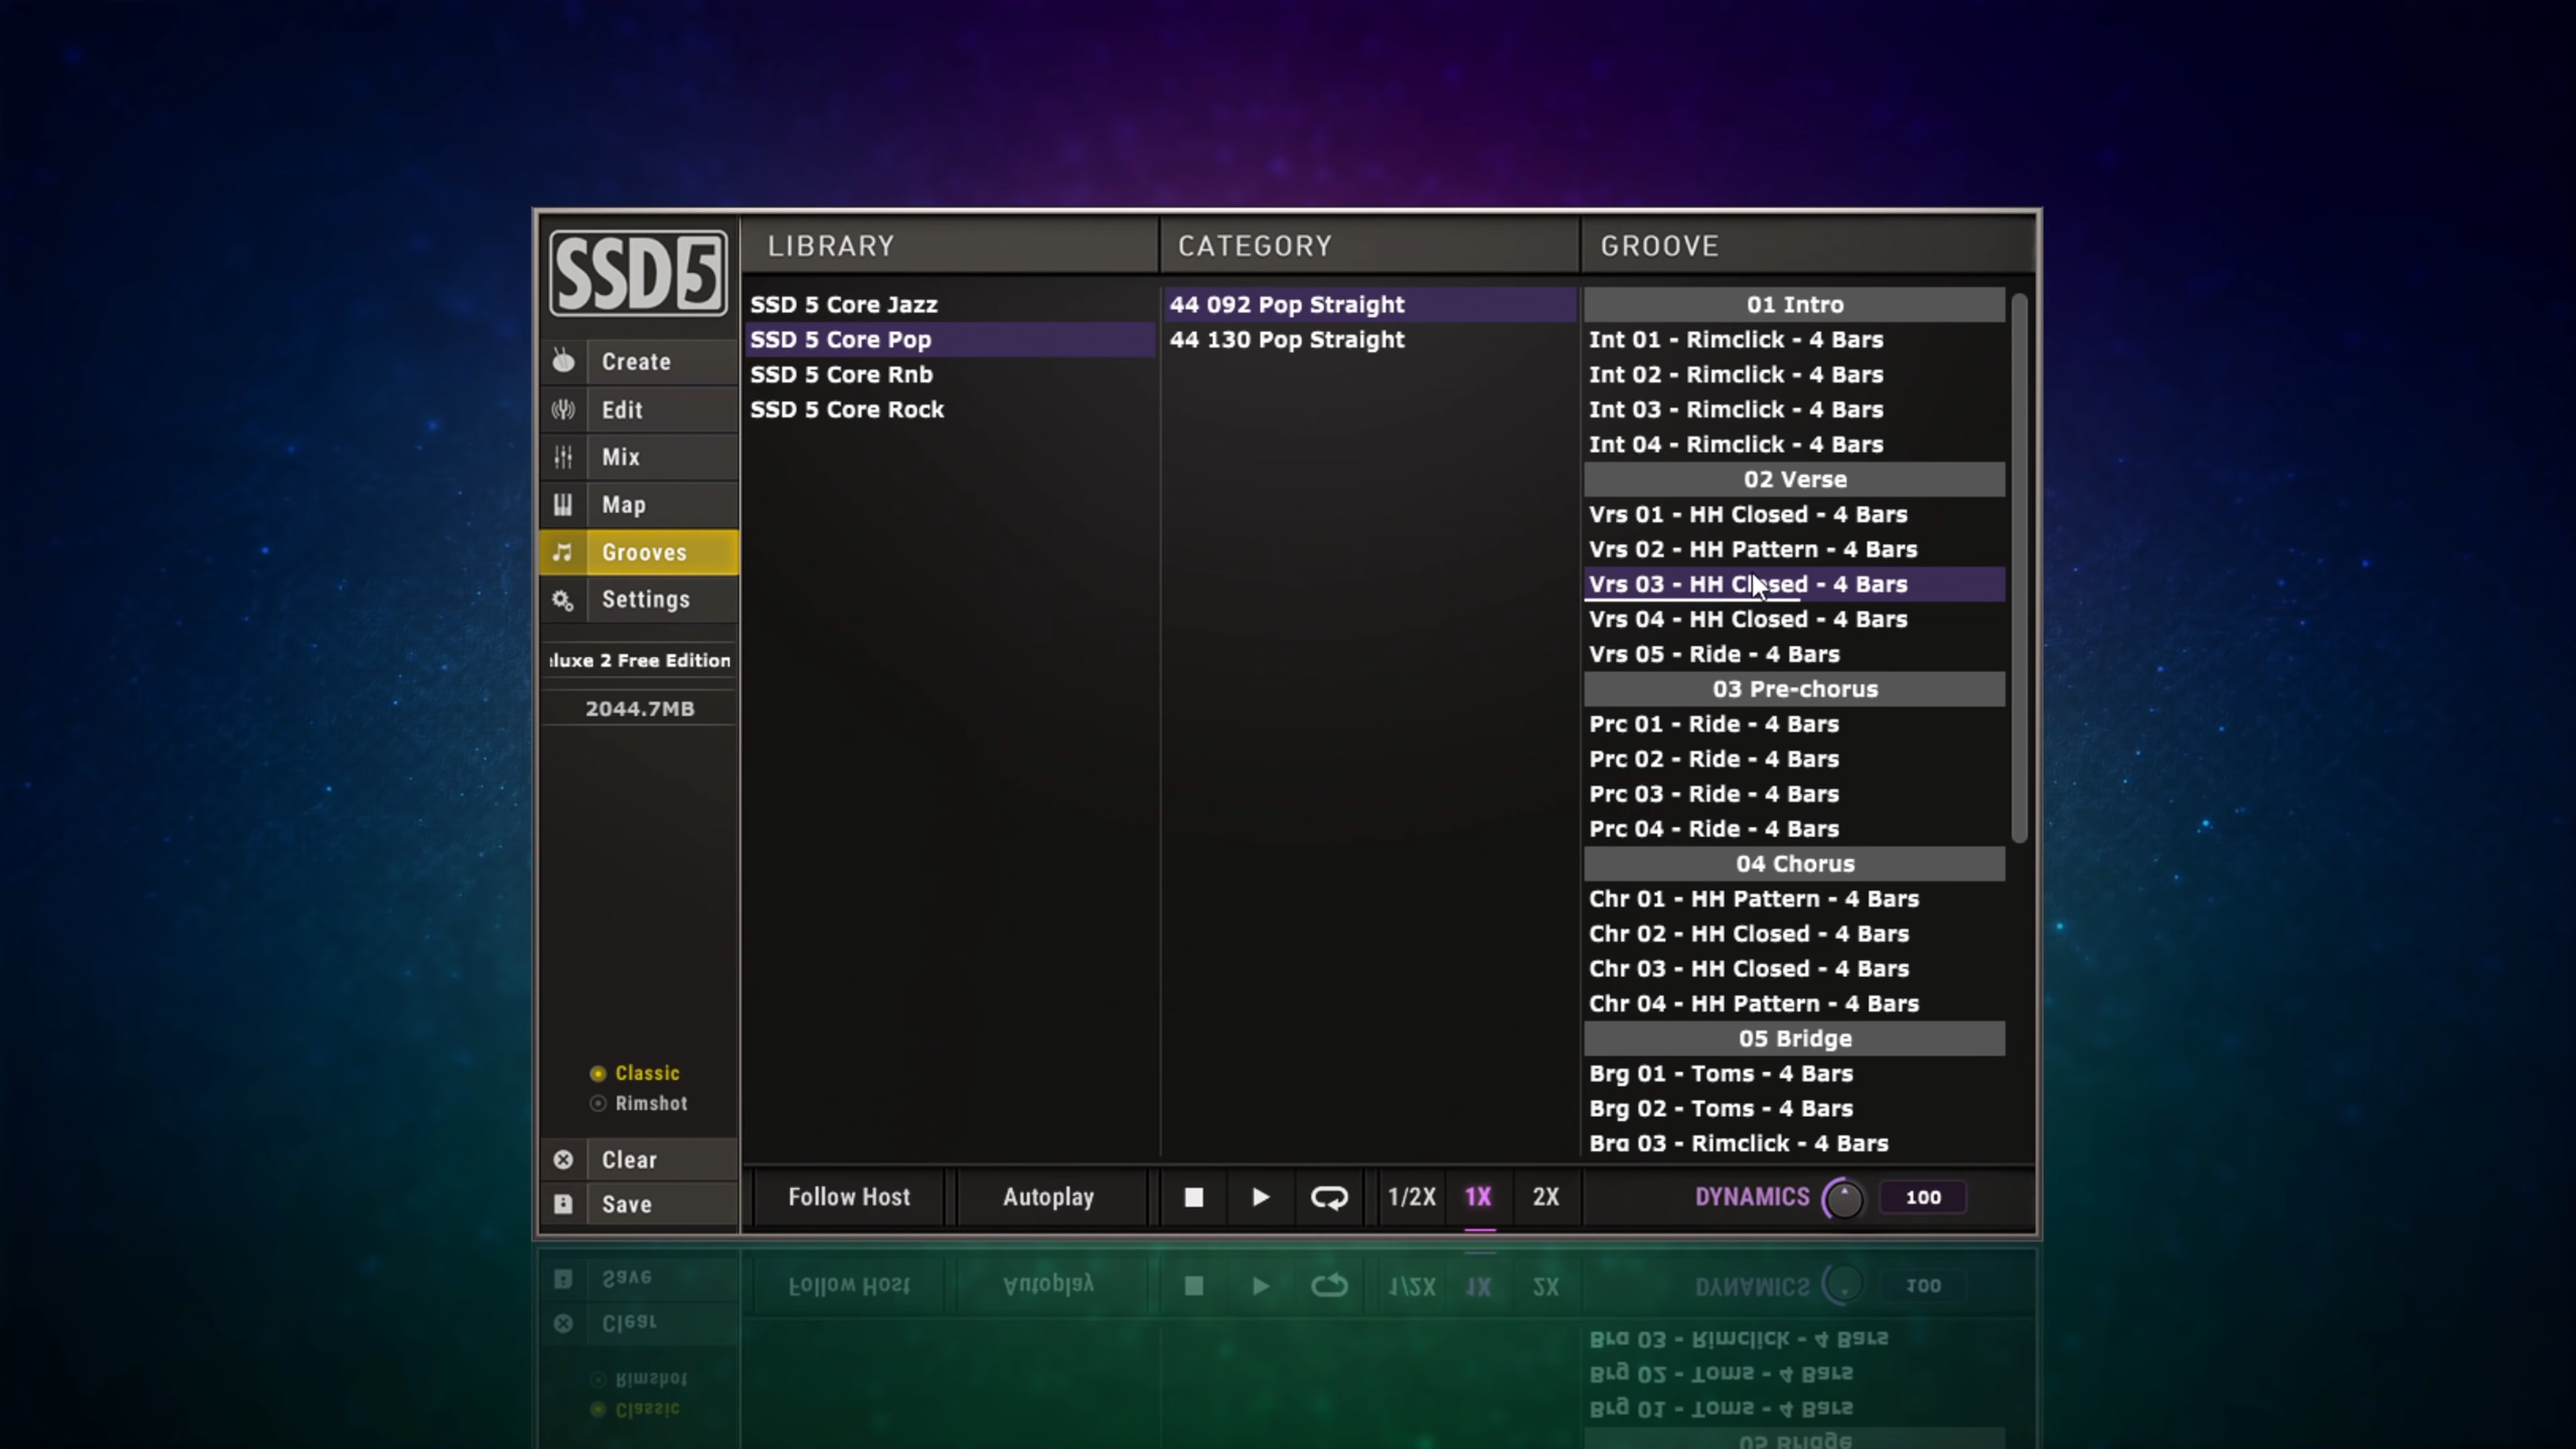 SSD5
Create
Edit
Mix
Map
Grooves
Settings
luxe 2 Free Edition
2044.7MB
Classic
Rimshot
Clear
Save
LIBRARY
SSD 5 Core Jazz
SSD 5 Core Pop
SSD 5 Core Rnb
SSD 5 Core Rock
CATEGORY
44 092 Pop Straight
44 130 Pop Straight
GROOVE
01 Intro
Int 01 - Rimclick - 4 Bars
Int 02 - Rimclick - 4 Bars
Int 03 - Rimclick - 4 Bars
Int 04 - Rimclick - 4 Bars
02 Verse
Vrs 01 - HH Closed - 4 Bars
Vrs 02 - HH Pattern - 4 Bars
Vrs 03 - HH Closed - 4 Bars
Vrs 04 - HH Closed - 4 Bars
Vrs 05 - Ride - 4 Bars
03 Pre-chorus
Prc 01 - Ride - 4 Bars
Prc 02 - Ride - 4 Bars
Prc 03 - Ride - 4 Bars
Prc 04 - Ride - 4 Bars
04 Chorus
Chr 01 - HH Pattern - 4 Bars
Chr 02 - HH Closed - 4 Bars
Chr 03 - HH Closed - 4 Bars
Chr 04 - HH Pattern - 4 Bars
05 Bridge
Brg 01 - Toms - 4 Bars
Brg 02 - Toms - 4 Bars
Brg 03 - Rimclick - 4 Bars
Follow Host Autoplay 1/2X 1X 2X DYNAMICS 100